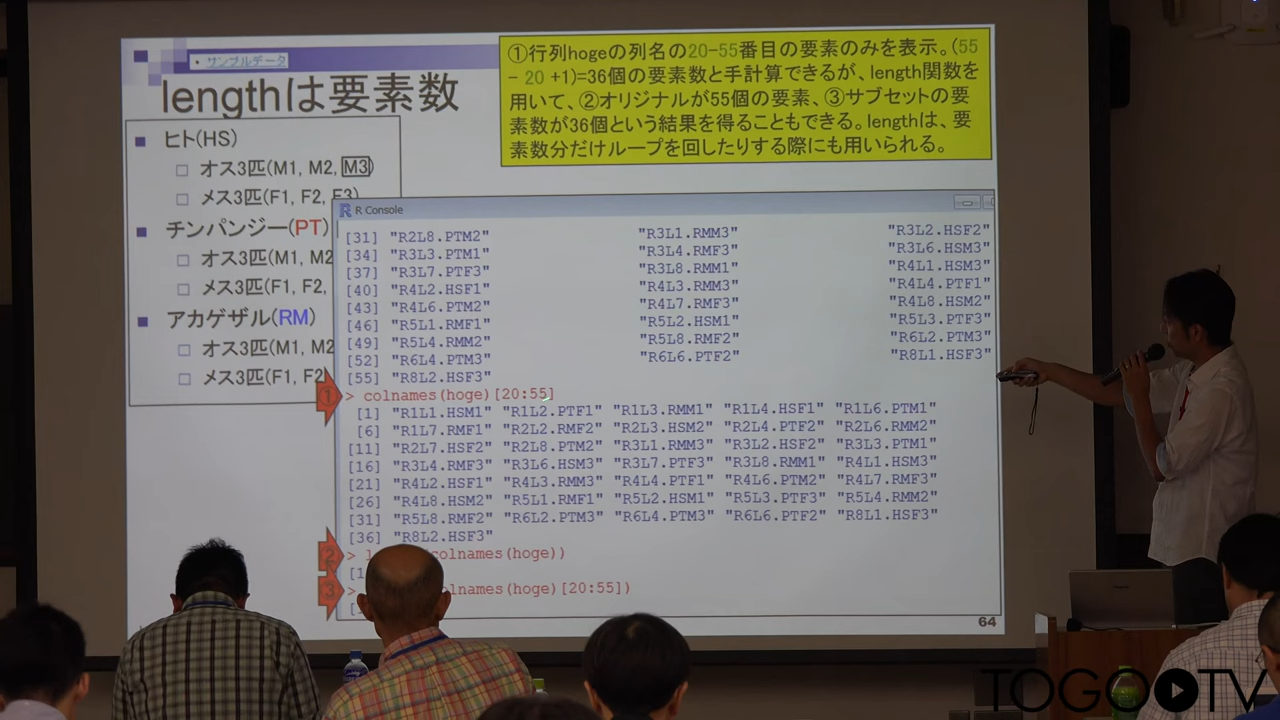 • サンプルデータ
lengthは要素数
①行列hogeの列名の20-55番目の要素のみを表示。(55
- 20 +1)=36個の要素数と手計算できるが、length関数を
用いて、②オリジナルが55個の要素、③サブセットの要
素数が36個という結果を得ることもできる。lengthは、要
素数分だけループを回したりする際にも用いられる。
ヒト(HS)
オス3匹(M1, M2, M3)
メス3匹(F1, F2, F3)
チンパンジー(PT)
オス3匹(M1, M2
メス3匹(F1, F2,
アカゲザル(RM)
オス3匹(M1, M2
メス3匹(F1, F2
R Console
[31] "R2L8.PTM2" "R3L1.RMM3" "R3L2.HSF2"
[34] "R3L3.PTM1" "R3L4.RMF3" "R3L6.HSM3"
[37] "R3L7.PTF3" "R3L8.RMM1" "R4L1.HSM3"
[40] "R4L2.HSF1" "R4L3.RMM3" "R4L4.PTF1"
[43] "R4L6.PTM2" "R4L7.RMF3" "R4L8.HSM2"
[46] "R5L1.RMF1" "R5L2.HSM1" "R5L3.PTF3"
[49] "R5L4.RMM2" "R5L8.RMF2" "R6L2.PTM3"
[52] "R6L4.PTM3" "R6L6.PTF2" "R8L1.HSF3"
[55] "R8L2.HSF3"
① > colnames(hoge)[20:55]
[1] "R1L1.HSM1" "R1L2.PTF1" "R1L3.RMM1" "R1L4.HSF1" "R1L6.PTM1"
[6] "R1L7.RMF1" "R2L2.RMF2" "R2L3.HSM2" "R2L4.PTF2" "R2L6.RMM2"
[11] "R2L7.HSF2" "R2L8.PTM2" "R3L1.RMM3" "R3L2.HSF2" "R3L3.PTM1"
[16] "R3L4.RMF3" "R3L6.HSM3" "R3L7.PTF3" "R3L8.RMM1" "R4L1.HSM3"
[21] "R4L2.HSF1" "R4L3.RMM3" "R4L4.PTF1" "R4L6.PTM2" "R4L7.RMF3"
[26] "R4L8.HSM2" "R5L1.RMF1" "R5L2.HSM1" "R5L3.PTF3" "R5L4.RMM2"
[31] "R5L8.RMF2" "R6L2.PTM3" "R6L4.PTM3" "R6L6.PTF2" "R8L1.HSF3"
[36] "R8L2.HSF3"
② > colnames(hoge))
③ > lnames(hoge)[20:55])
64
TOGO TV